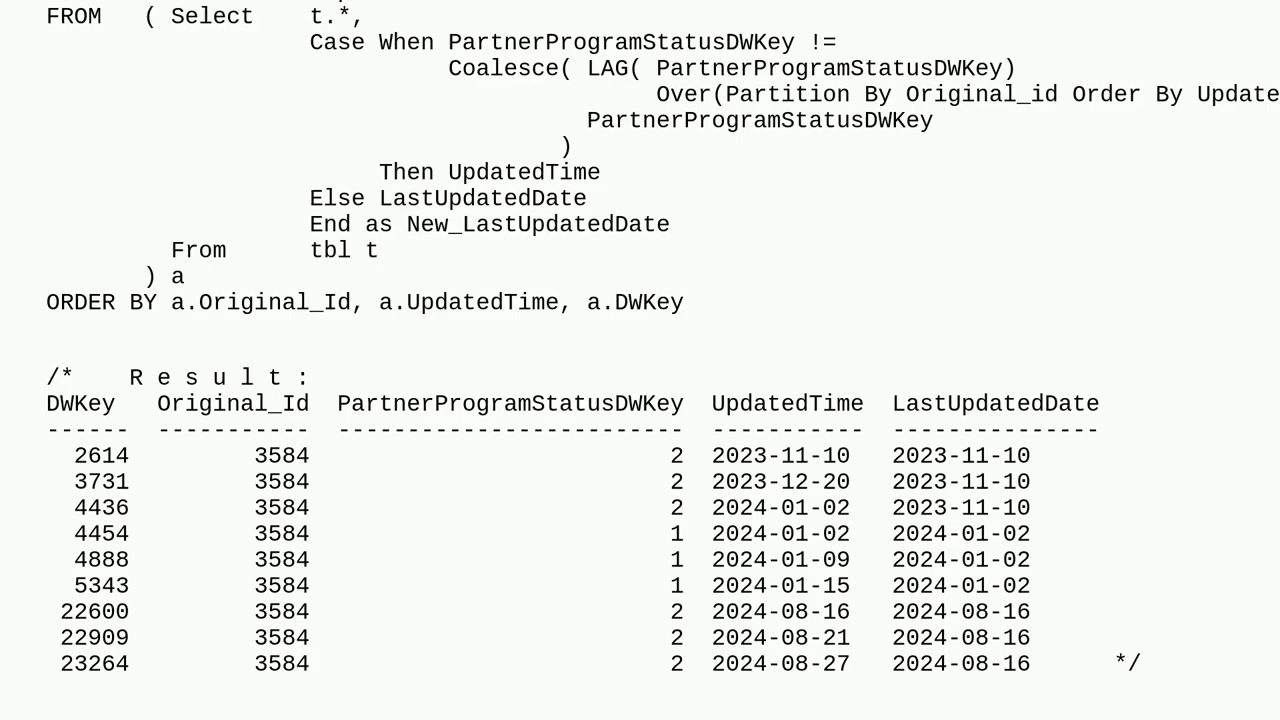 FROM   ( Select    t.*,
                   Case When PartnerProgramStatusDWKey !=
                             Coalesce( LAG( PartnerProgramStatusDWKey)
                                            Over(Partition By Original_id Order By Update
                                       PartnerProgramStatusDWKey
                                     )
                        Then UpdatedTime
                   Else LastUpdatedDate
                   End as New_LastUpdatedDate
         From      tbl t
       ) a
ORDER BY a.Original_Id, a.UpdatedTime, a.DWKey
/*    R e s u l t :
DWKey   Original_Id  PartnerProgramStatusDWKey  UpdatedTime  LastUpdatedDate
------  -----------  -------------------------  -----------  ---------------
  2614         3584                          2  2023-11-10   2023-11-10
  3731         3584                          2  2023-12-20   2023-11-10
  4436         3584                          2  2024-01-02   2023-11-10
  4454         3584                          1  2024-01-02   2024-01-02
  4888         3584                          1  2024-01-09   2024-01-02
  5343         3584                          1  2024-01-15   2024-01-02
 22600         3584                          2  2024-08-16   2024-08-16
 22909         3584                          2  2024-08-21   2024-08-16
 23264         3584                          2  2024-08-27   2024-08-16      */